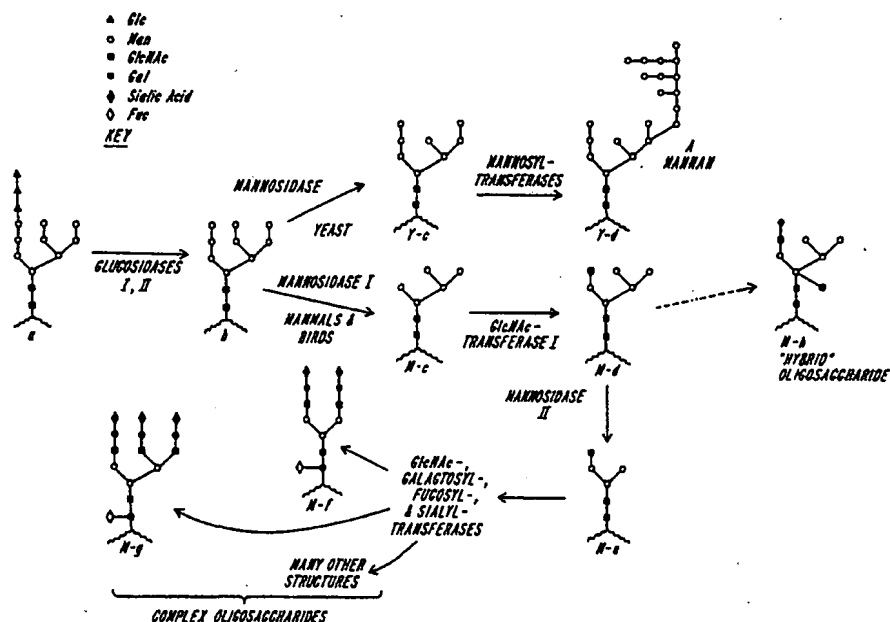 Glc
Man
GlcNAc
Gal
Sialic Acid
Fuc
KEY
a
GLUCOSIDASES
I, II
b
MANNOSIDASE
YEAST
Y-c
MANNOSYL-
TRANSFERASES
Y-d
A
MANNAN
MANNOSIDASE I
MAMMALS &
BIRDS
M-c
GlcNAc-
TRANSFERASE I
M-d
M-h
"HYBRID"
OLIGOSACCHARIDE
MANNOSIDASE
II
M-e
GlcNAc-,
GALACTOSYL-,
FUCOSYL-,
& SIALYL-
TRANSFERASES
M-f
M-g
MANY OTHER
STRUCTURES
COMPLEX OLIGOSACCHARIDES